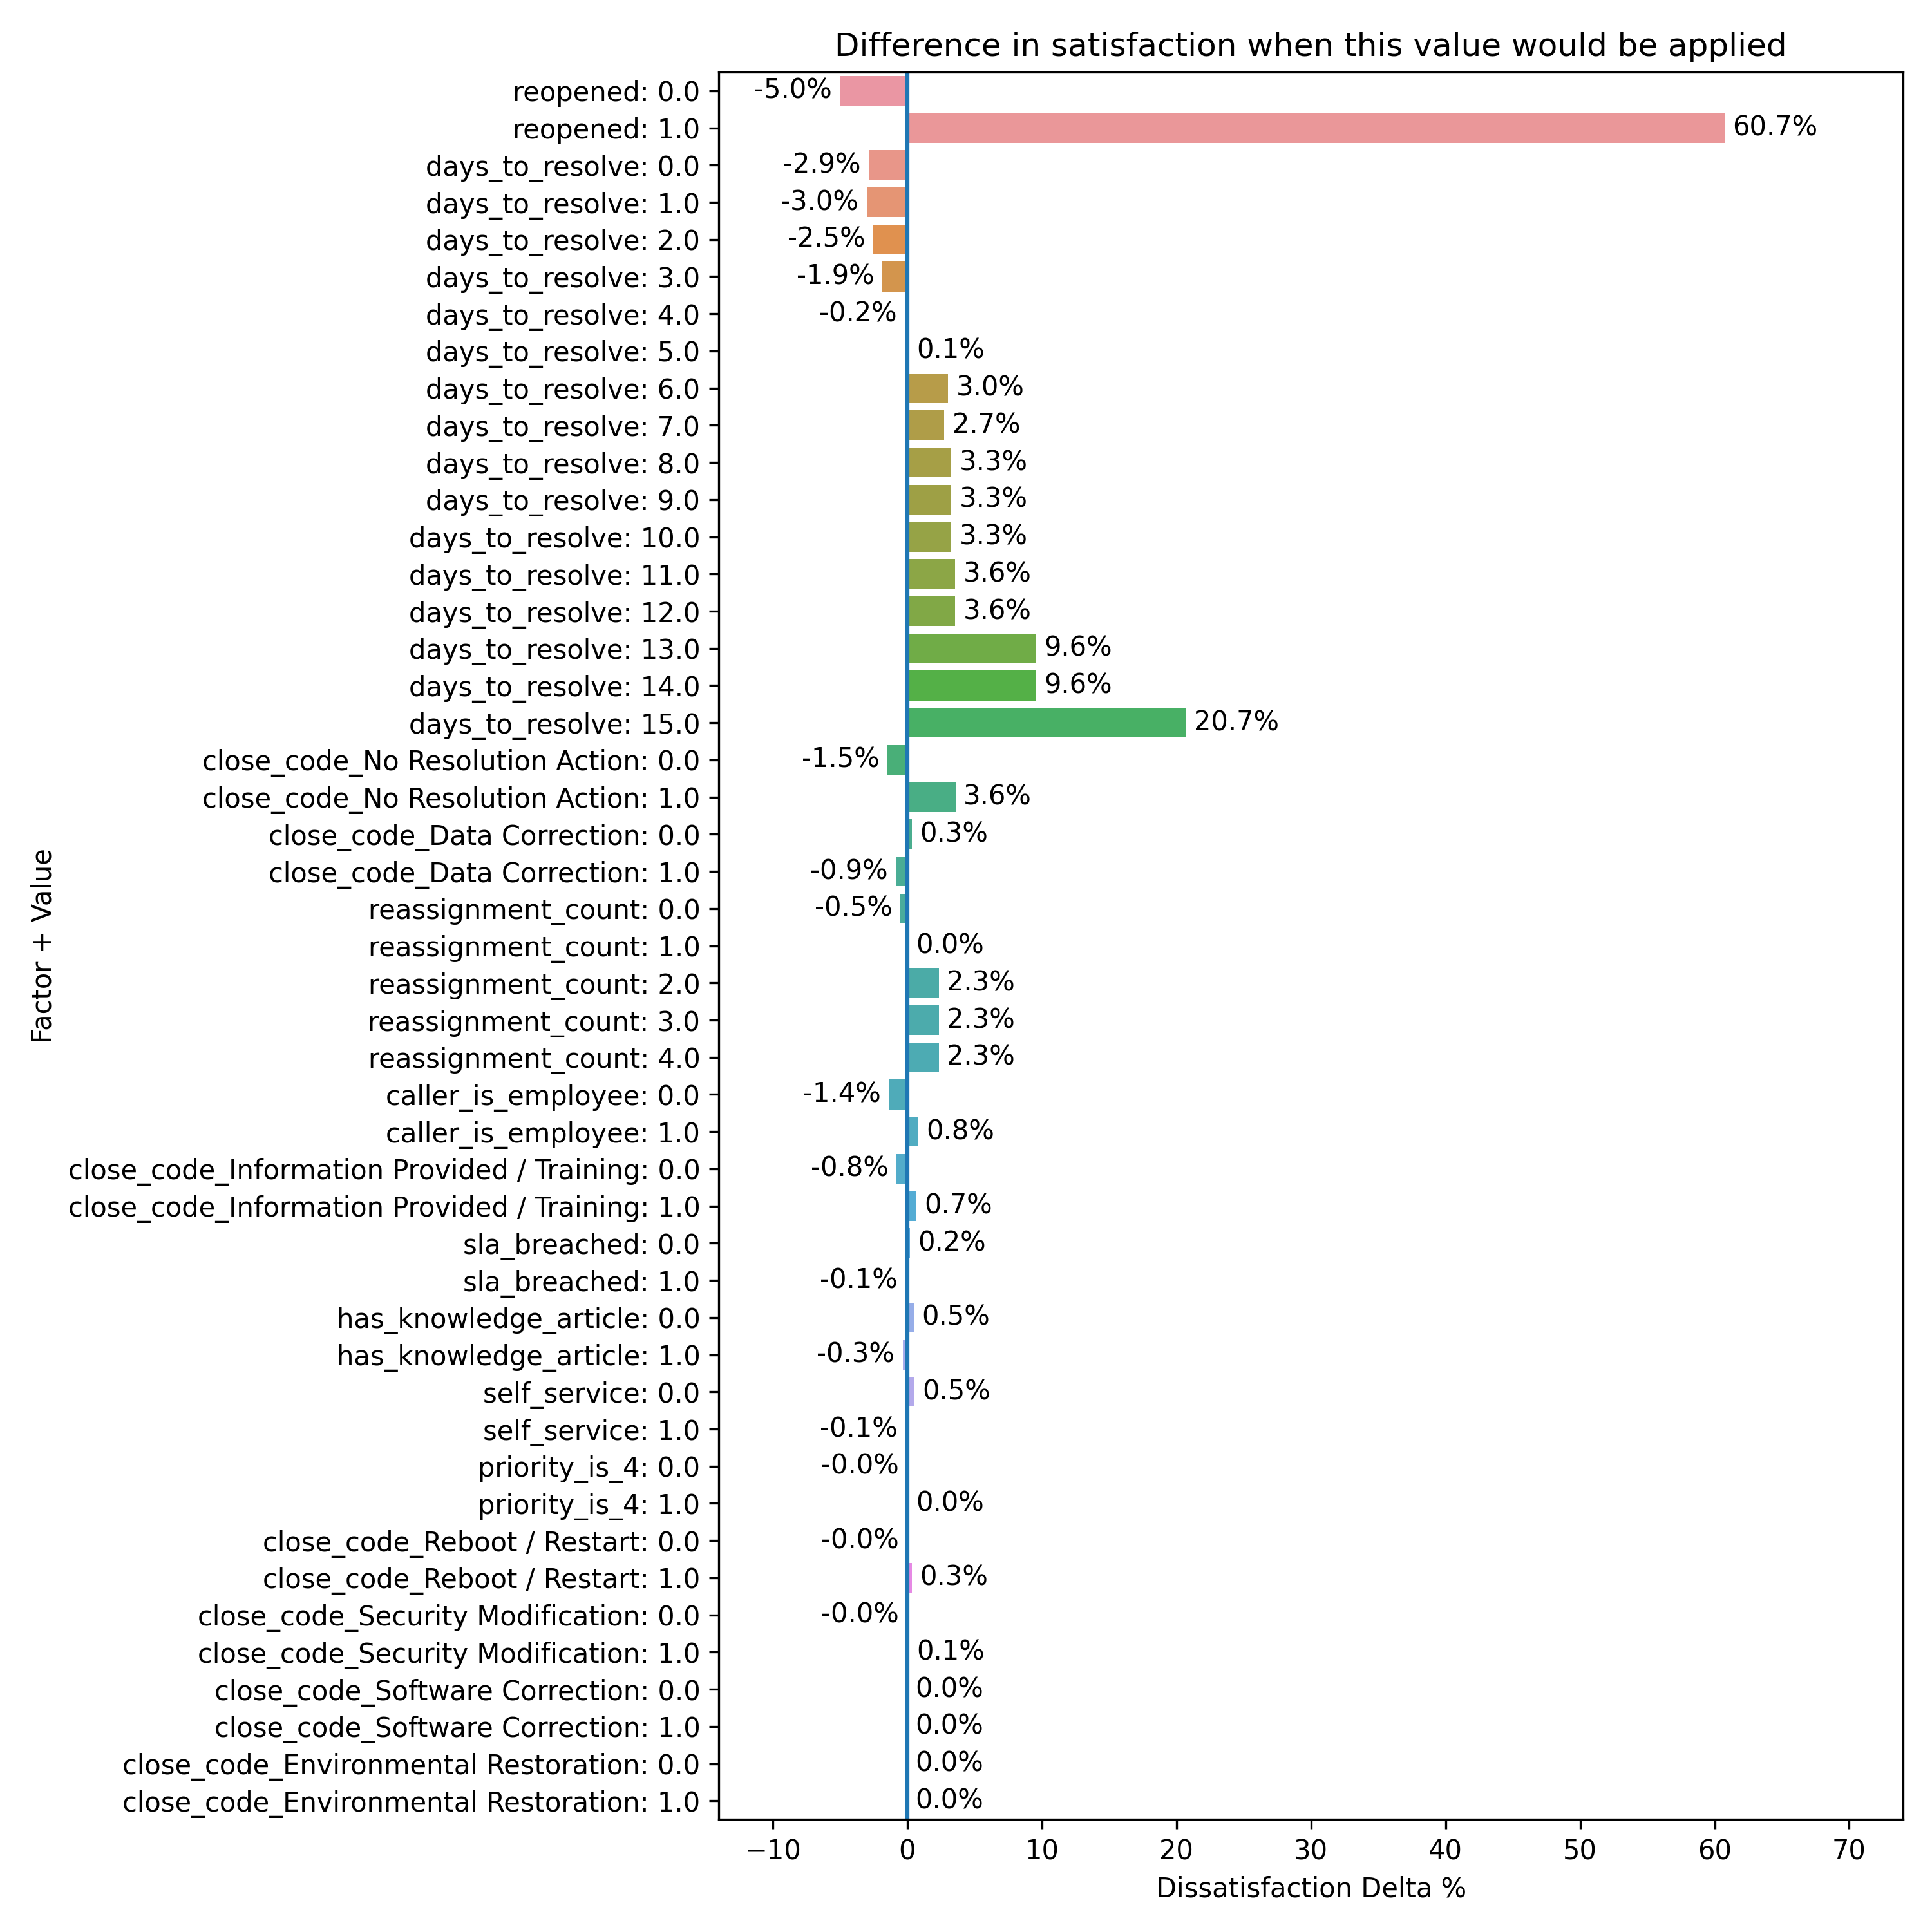 Difference in satisfaction when this value would be applied
reopened: 0.0 -5.0%
reopened: 1.0 60.7%
days_to_resolve: 0.0 -2.9%
days_to_resolve: 1.0 -3.0%
days_to_resolve: 2.0 -2.5%
days_to_resolve: 3.0 -1.9%
days_to_resolve: 4.0 -0.2%
days_to_resolve: 5.0 0.1%
days_to_resolve: 6.0 3.0%
days_to_resolve: 7.0 2.7%
days_to_resolve: 8.0 3.3%
days_to_resolve: 9.0 3.3%
days_to_resolve: 10.0 3.3%
days_to_resolve: 11.0 3.6%
days_to_resolve: 12.0 3.6%
days_to_resolve: 13.0 9.6%
days_to_resolve: 14.0 9.6%
days_to_resolve: 15.0 20.7%
close_code_No Resolution Action: 0.0 -1.5%
close_code_No Resolution Action: 1.0 3.6%
close_code_Data Correction: 0.0 0.3%
close_code_Data Correction: 1.0 -0.9%
reassignment_count: 0.0 -0.5%
reassignment_count: 1.0 0.0%
reassignment_count: 2.0 2.3%
reassignment_count: 3.0 2.3%
reassignment_count: 4.0 2.3%
caller_is_employee: 0.0 -1.4%
caller_is_employee: 1.0 0.8%
close_code_Information Provided / Training: 0.0 -0.8%
close_code_Information Provided / Training: 1.0 0.7%
sla_breached: 0.0 0.2%
sla_breached: 1.0 -0.1%
has_knowledge_article: 0.0 0.5%
has_knowledge_article: 1.0 -0.3%
self_service: 0.0 0.5%
self_service: 1.0 -0.1%
priority_is_4: 0.0 -0.0%
priority_is_4: 1.0 0.0%
close_code_Reboot / Restart: 0.0 -0.0%
close_code_Reboot / Restart: 1.0 0.3%
close_code_Security Modification: 0.0 -0.0%
close_code_Security Modification: 1.0 0.1%
close_code_Software Correction: 0.0 0.0%
close_code_Software Correction: 1.0 0.0%
close_code_Environmental Restoration: 0.0 0.0%
close_code_Environmental Restoration: 1.0 0.0%
Factor + Value
−10 0 10 20 30 40 50 60 70
Dissatisfaction Delta %